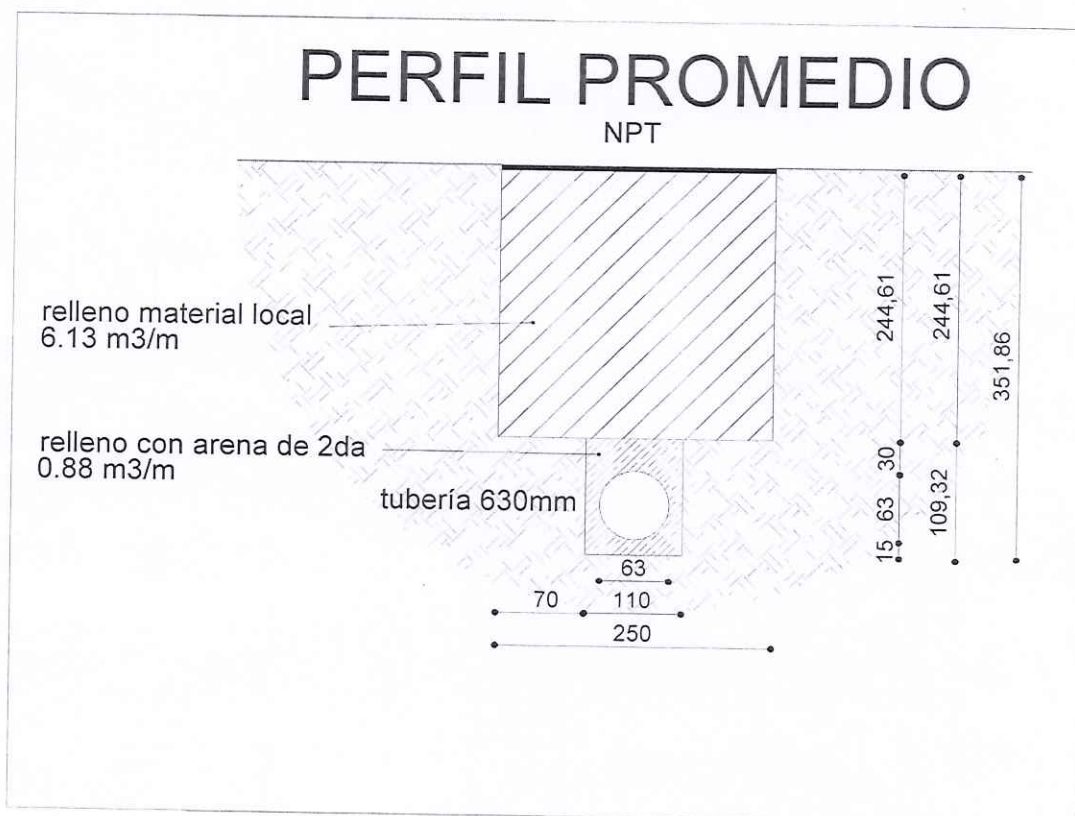 PERFIL PROMEDIO
NPT
relleno material local
6.13 m3/m
relleno con arena de 2da
0.88 m3/m
tubería 630mm
244,61
244,61
351,86
30
63
15
109,32
63
70
110
250